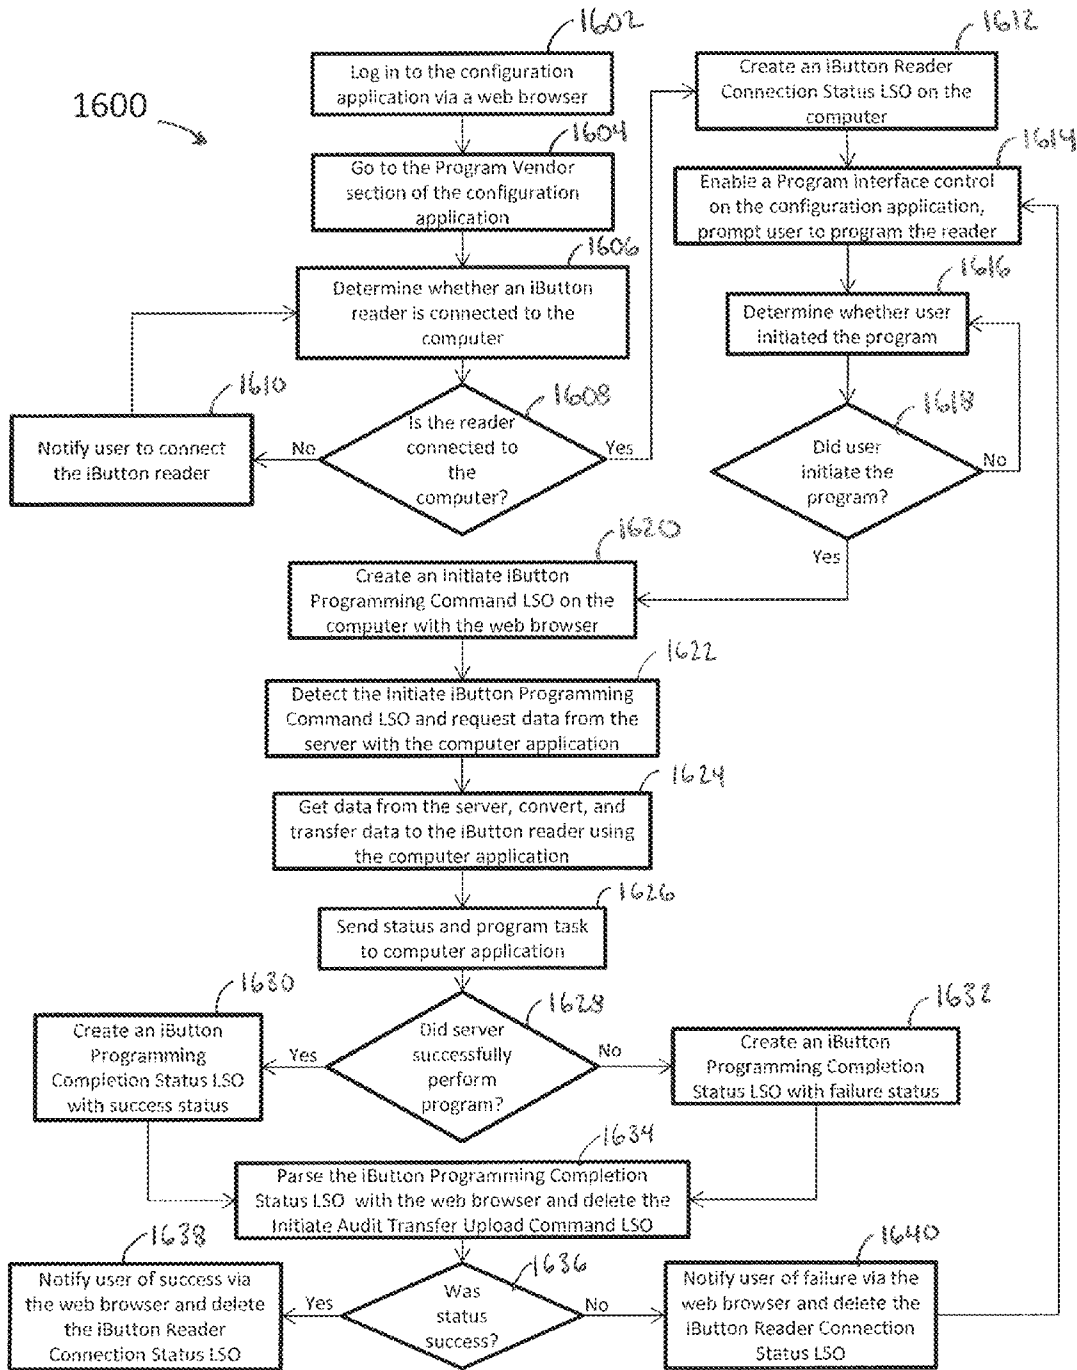 1600
1602
Log in to the configuration
application via a web browser
1604
Go to the Program Vendor
section of the configuration
application
1606
Determine whether an iButton
reader is connected to the
computer
1608
Is the reader
connected to
the
computer?
No
Yes
1610
Notify user to connect
the iButton reader
1612
Create an iButton Reader
Connection Status LSO on the
computer
1614
Enable a Program interface control
on the configuration application,
prompt user to program the reader
1616
Determine whether user
initiated the program
1618
Did user
initiate the
program?
No
Yes
1620
Create an Initiate iButton
Programming Command LSO on the
computer with the web browser
1622
Detect the Initiate iButton Programming
Command LSO and request data from the
server with the computer application
1624
Get data from the server, convert, and
transfer data to the iButton reader using
the computer application
1626
Send status and program task
to computer application
1628
Did server
successfully
perform
program?
Yes
No
1630
Create an iButton
Programming
Completion Status LSO
with success status
1632
Create an iButton
Programming Completion
Status LSO with failure status
1634
Parse the iButton Programming Completion
Status LSO with the web browser and delete the
Initiate Audit Transfer Upload Command LSO
1636
Was
status
success?
Yes
No
1638
Notify user of success via
the web browser and delete
the iButton Reader
Connection Status LSO
1640
Notify user of failure via the
web browser and delete the
iButton Reader Connection
Status LSO